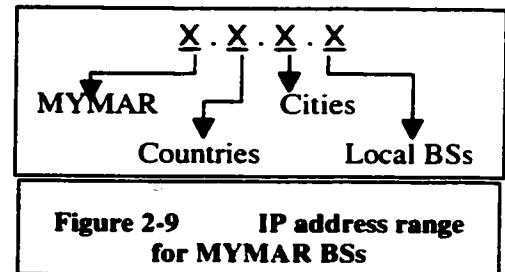 X . X . X . X
MYMAR Cities
Countries Local BSs
Figure 2-9 IP address range
for MYMAR BSs